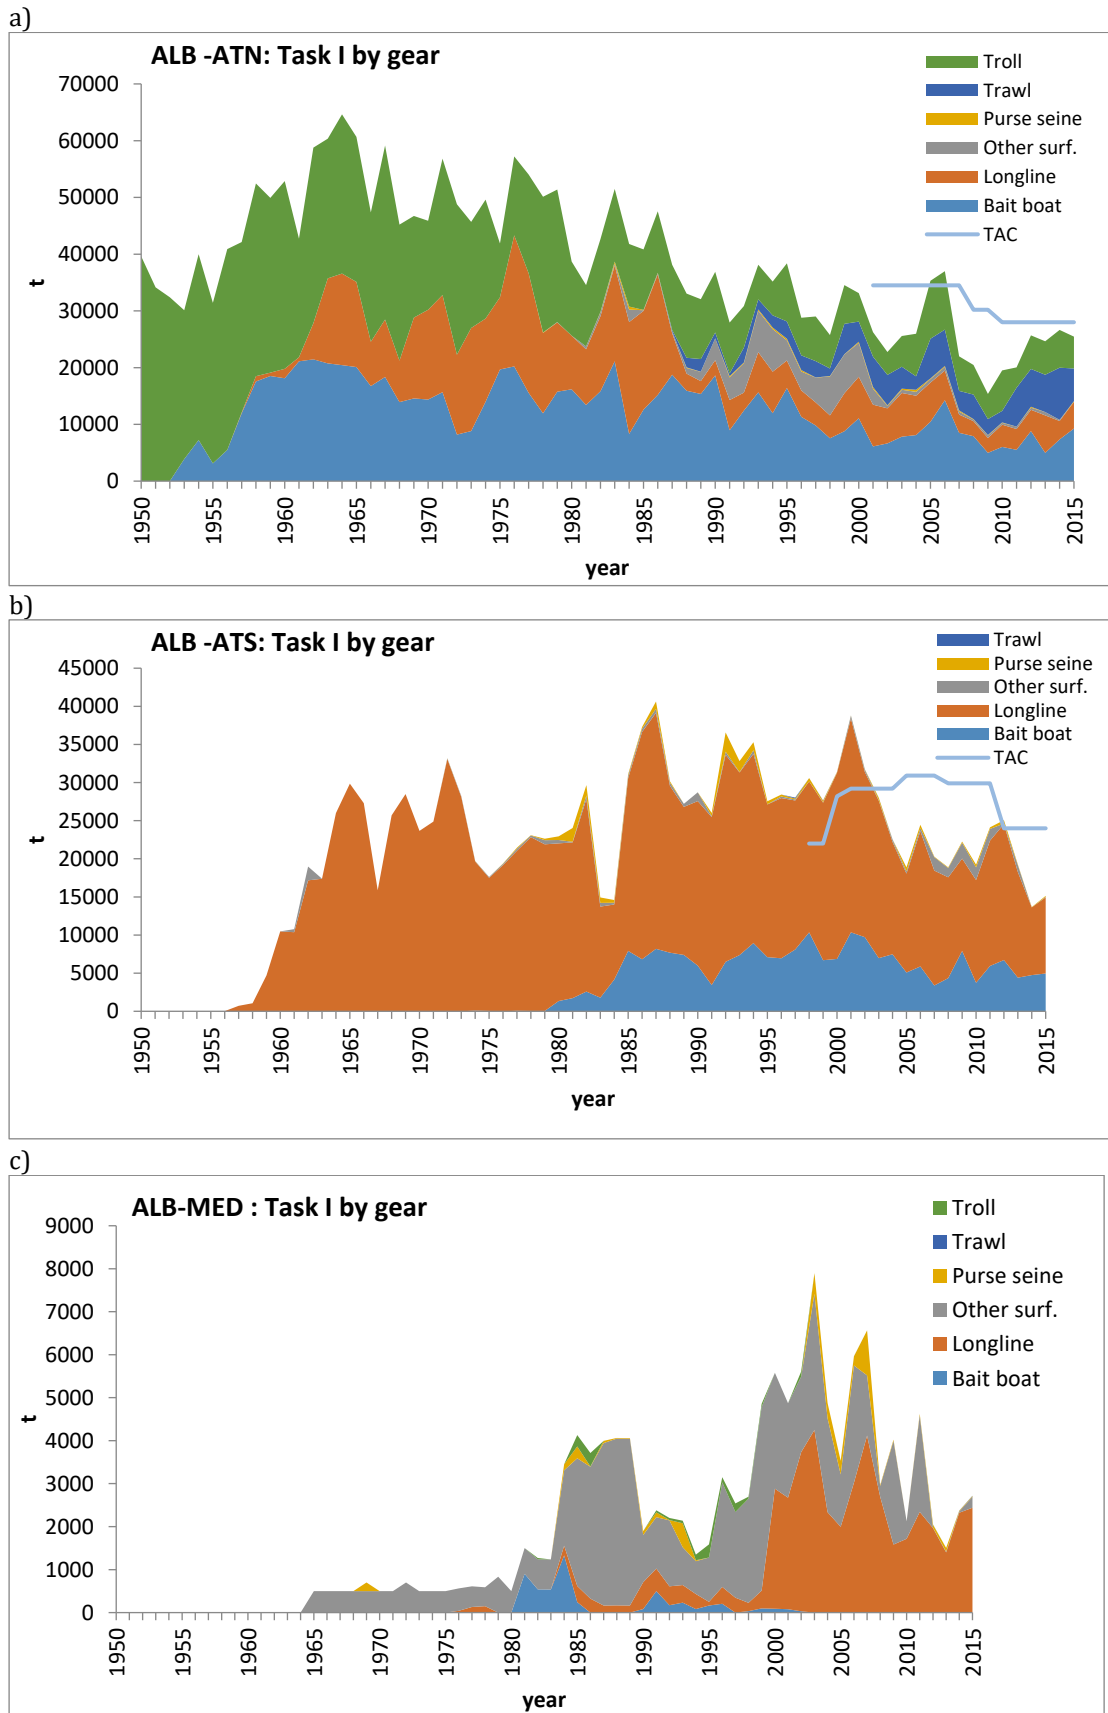 a)
ALB -ATN: Task I by gear
Troll
Trawl
Purse seine
Other surf.
Longline
Bait boat
TAC
70000
60000
50000
40000
30000
20000
10000
0
t
1950
1955
1960
1965
1970
1975
1980
1985
1990
1995
2000
2005
2010
2015
year
b)
ALB -ATS: Task I by gear
Trawl
Purse seine
Other surf.
Longline
Bait boat
TAC
45000
40000
35000
30000
25000
20000
15000
10000
5000
0
t
1950
1955
1960
1965
1970
1975
1980
1985
1990
1995
2000
2005
2010
2015
year
c)
ALB-MED : Task I by gear
Troll
Trawl
Purse seine
Other surf.
Longline
Bait boat
9000
8000
7000
6000
5000
4000
3000
2000
1000
0
t
1950
1955
1960
1965
1970
1975
1980
1985
1990
1995
2000
2005
2010
2015
year